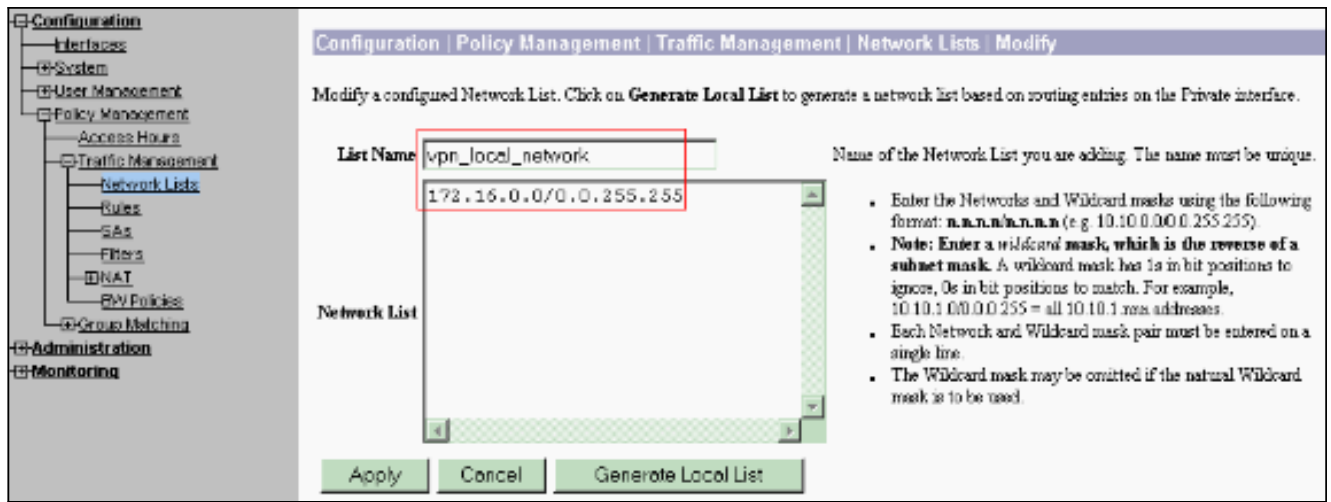 Configuration
Interfaces
System
User Management
Policy Management
Access Hours
Traffic Management
Network Lists
Rules
SAs
Filters
NAT
BW Policies
Group Matching
Administration
Monitoring
Configuration | Policy Management | Traffic Management | Network Lists | Modify
Modify a configured Network List. Click on Generate Local List to generate a network list based on routing entries on the Private interface.
List Name
vpn_local_network
Name of the Network List you are adding. The name must be unique.
Network List
172.16.0.0/0.0.255.255
• Enter the Networks and Wildcard masks using the following
format: n.n.n.n/n.n.n.n (e.g. 10.10.0.0/0.0.255.255).
• Note: Enter a wildcard mask, which is the reverse of a
subnet mask. A wildcard mask has 1s in bit positions to
ignore, 0s in bit positions to match. For example,
10.10.1.0/0.0.0.255 = all 10.10.1.nnn addresses.
• Each Network and Wildcard mask pair must be entered on a
single line.
• The Wildcard mask may be omitted if the natural Wildcard
mask is to be used.
Apply
Cancel
Generate Local List